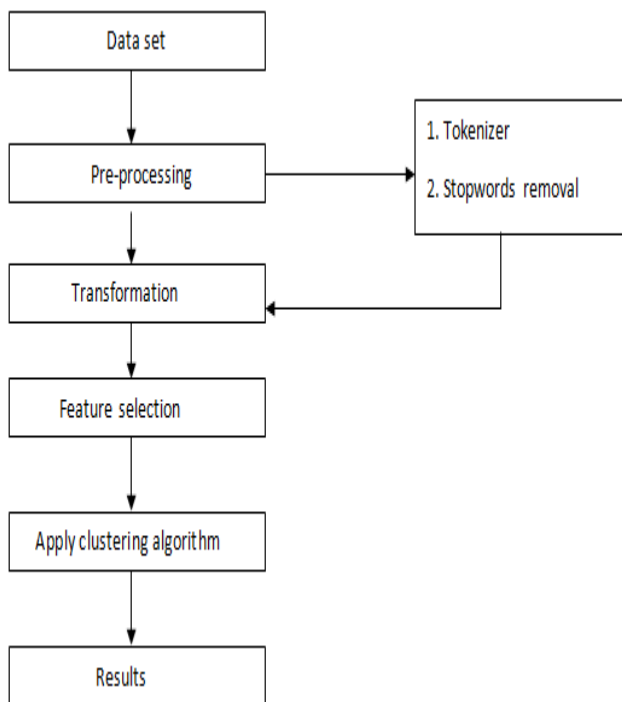 Data set
Pre-processing
1. Tokenizer
2. Stopwords removal
Transformation
Feature selection
Apply clustering algorithm
Results